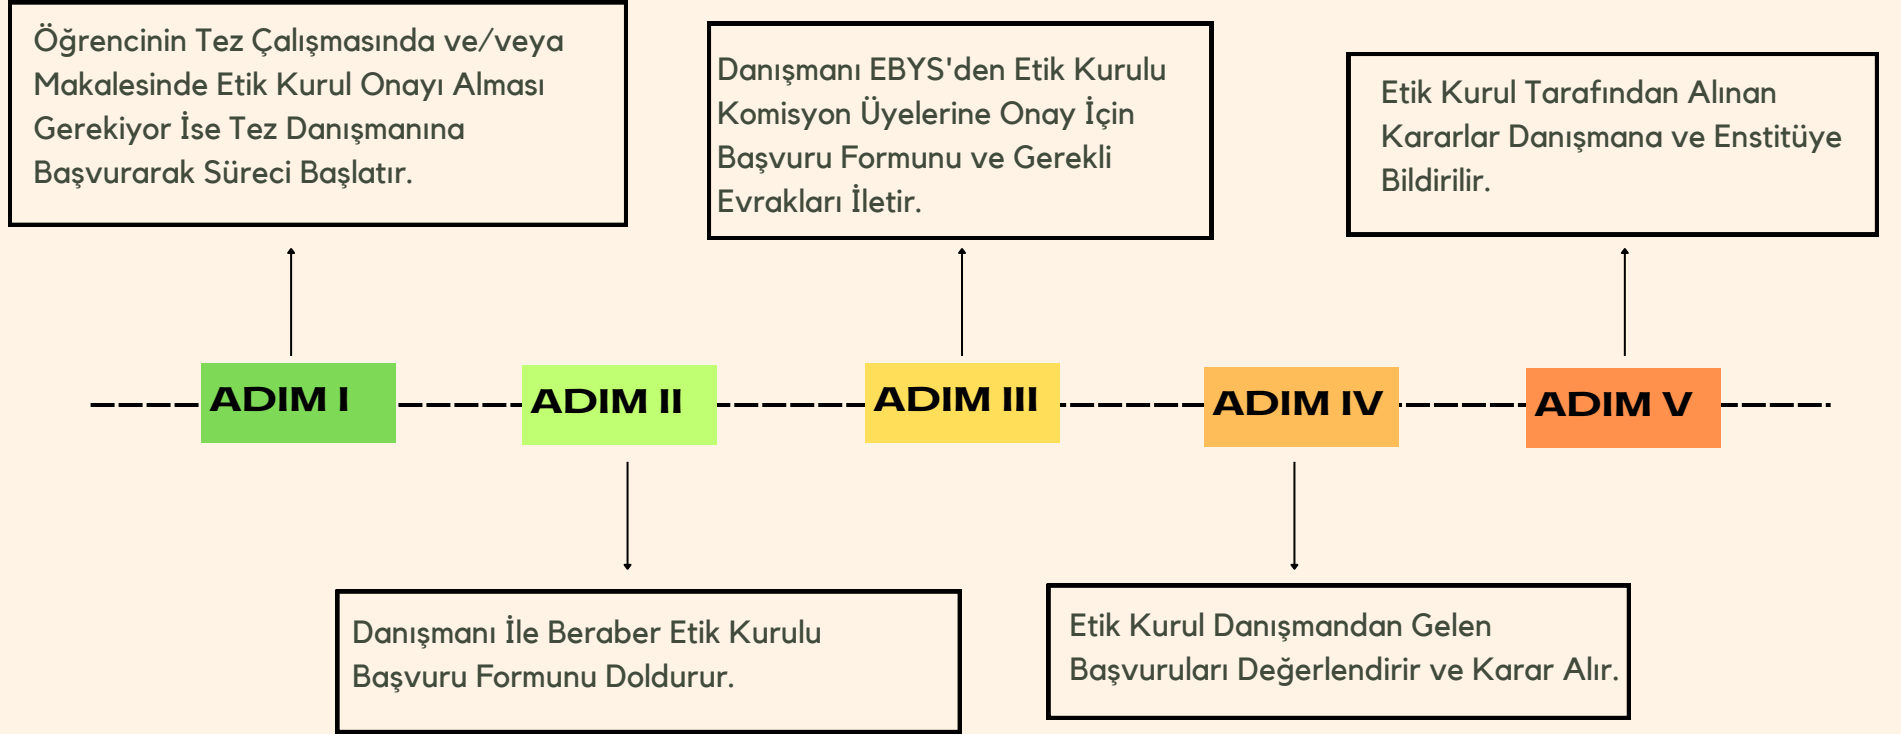 Öğrencinin Tez Çalışmasında ve/veya
Makalesinde Etik Kurul Onayı Alması
Gerekiyor İse Tez Danışmanına
Başvurarak Süreci Başlatır.
Danışmanı EBYS'den Etik Kurulu
Komisyon Üyelerine Onay İçin
Başvuru Formunu ve Gerekli
Evrakları İletir.
Etik Kurul Tarafından Alınan
Kararlar Danışmana ve Enstitüye
Bildirilir.
ADIM I
ADIM II
ADIM III
ADIM IV
ADIM V
Danışmanı İle Beraber Etik Kurulu
Başvuru Formunu Doldurur.
Etik Kurul Danışmandan Gelen
Başvuruları Değerlendirir ve Karar Alır.